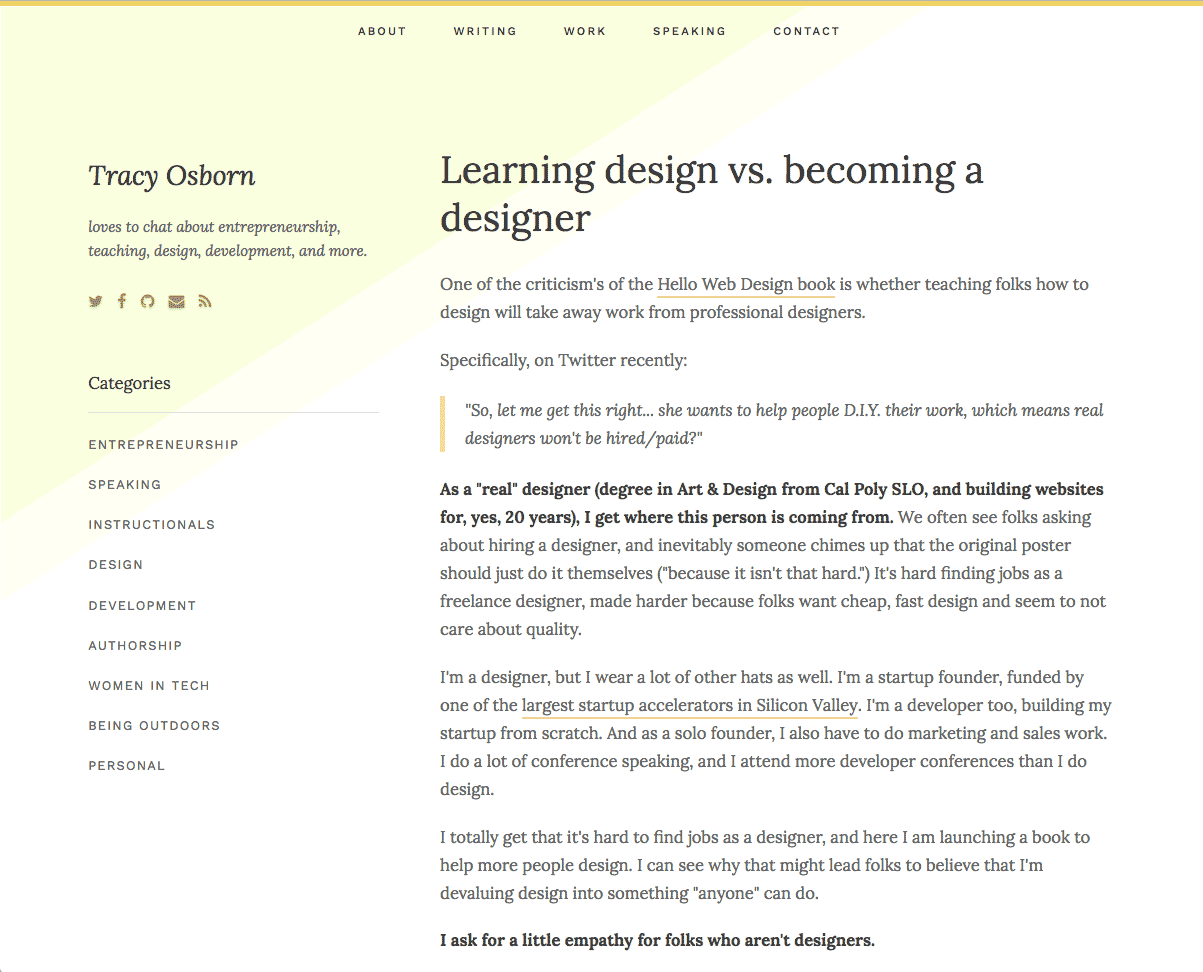 ABOUT WRITING WORK SPEAKING CONTACT
Tracy Osborn
loves to chat about entrepreneurship,
teaching, design, development, and more.
Categories
ENTREPRENEURSHIP
SPEAKING
INSTRUCTIONALS
DESIGN
DEVELOPMENT
AUTHORSHIP
WOMEN IN TECH
BEING OUTDOORS
PERSONAL
Learning design vs. becoming a
designer
One of the criticism's of the Hello Web Design book is whether teaching folks how to
design will take away work from professional designers.
Specifically, on Twitter recently:
"So, let me get this right... she wants to help people D.I.Y. their work, which means real
designers won't be hired/paid?"
As a "real" designer (degree in Art & Design from Cal Poly SLO, and building websites
for, yes, 20 years), I get where this person is coming from. We often see folks asking
about hiring a designer, and inevitably someone chimes up that the original poster
should just do it themselves ("because it isn't that hard.") It's hard finding jobs as a
freelance designer, made harder because folks want cheap, fast design and seem to not
care about quality.
I'm a designer, but I wear a lot of other hats as well. I'm a startup founder, funded by
one of the largest startup accelerators in Silicon Valley. I'm a developer too, building my
startup from scratch. And as a solo founder, I also have to do marketing and sales work.
I do a lot of conference speaking, and I attend more developer conferences than I do
design.
I totally get that it's hard to find jobs as a designer, and here I am launching a book to
help more people design. I can see why that might lead folks to believe that I'm
devaluing design into something "anyone" can do.
I ask for a little empathy for folks who aren't designers.